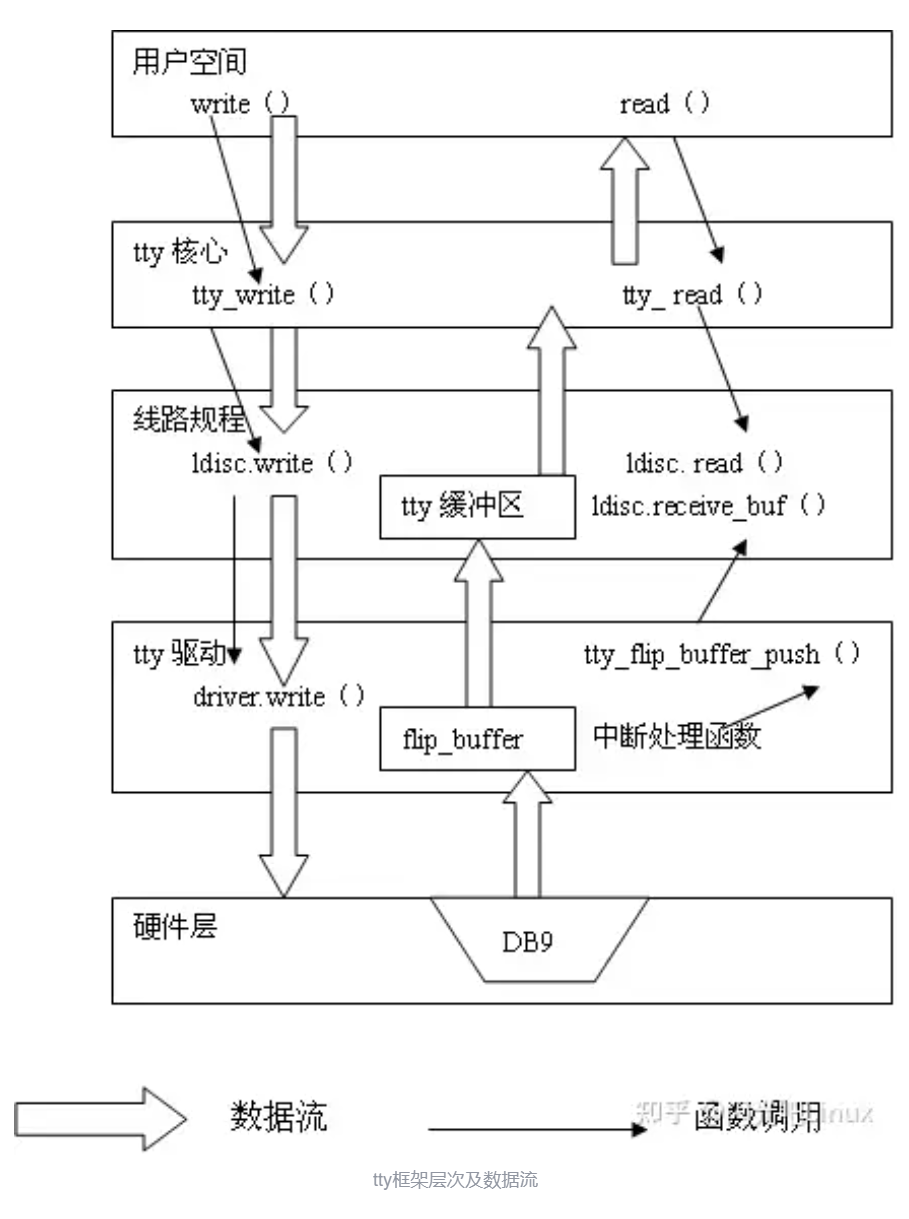 用户空间
write（） read（）
tty 核心
tty_write（） tty_ read（）
线路规程
ldisc.write（） ldisc. read（）
tty 缓冲区 ldisc.receive_buf（）
tty 驱动 tty_flip_buffer_push（）
driver.write（）
flip_buffer 中断处理函数
硬件层
DB9
数据流 函数调用
知乎
tty框架层次及数据流